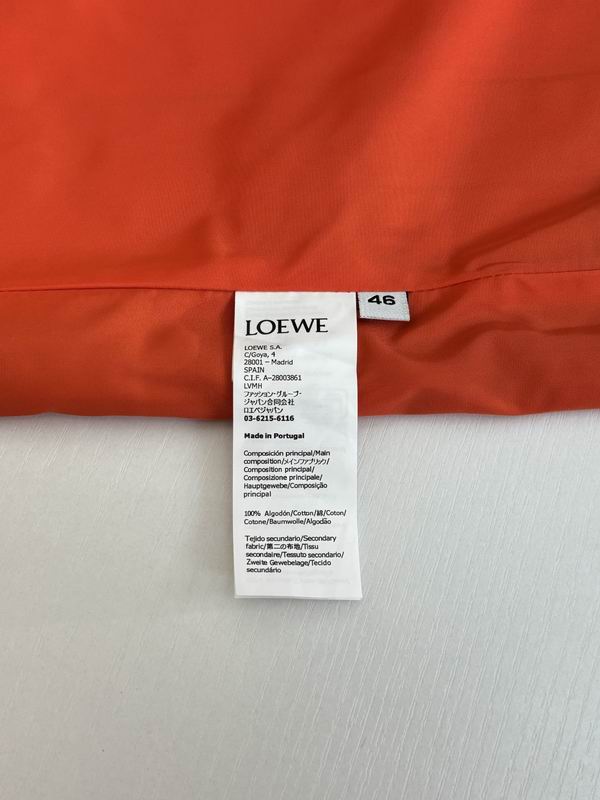 46
LOEWE
LOEWE S.A.
C/Goya, 4
28001 – Madrid
SPAIN
C.I.F. A–28003861
LVMH
ファッション・グループ・
ジャパン合同会社
ロエベジャパン
03-6215-6116
Made in Portugal
Composición principal/Main
composition/メインファブリック/
Composition principal/
Composizione principale/
Hauptgewebe/Composição
principal
100% Algodón/Cotton/綿/Coton/
Cotone/Baumwolle/Algodão
Tejido secundario/Secondary
fabric/第二の布地/Tissu
secondaire/Tessuto secondario/
Zweite Gewebelage/Tecido
secundário